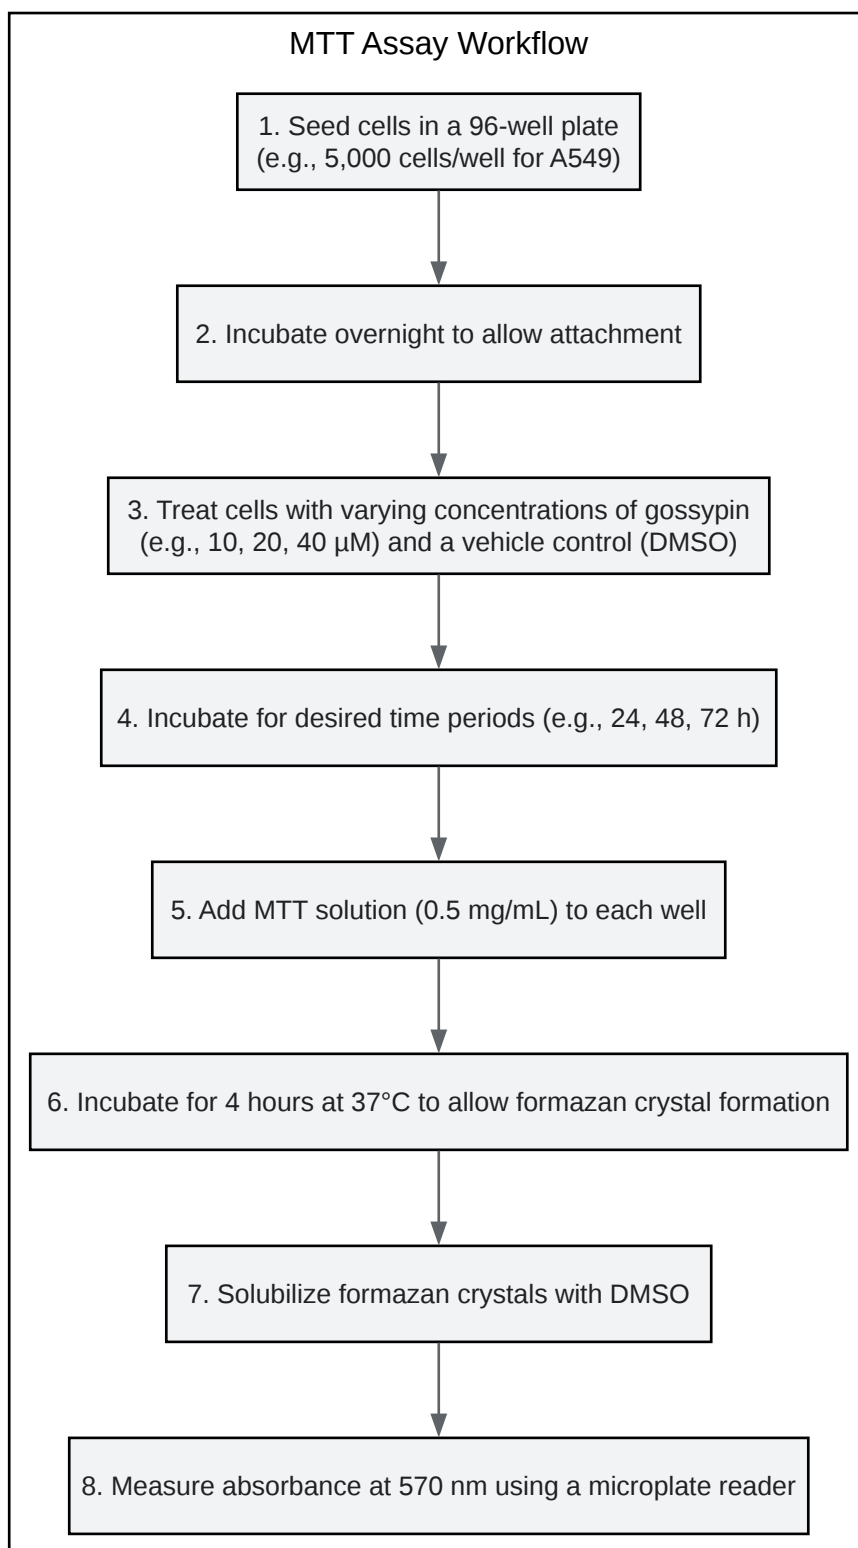 MTT Assay Workflow
1. Seed cells in a 96-well plate
(e.g., 5,000 cells/well for A549)
2. Incubate overnight to allow attachment
3. Treat cells with varying concentrations of gossypin
(e.g., 10, 20, 40 µM) and a vehicle control (DMSO)
4. Incubate for desired time periods (e.g., 24, 48, 72 h)
5. Add MTT solution (0.5 mg/mL) to each well
6. Incubate for 4 hours at 37°C to allow formazan crystal formation
7. Solubilize formazan crystals with DMSO
8. Measure absorbance at 570 nm using a microplate reader